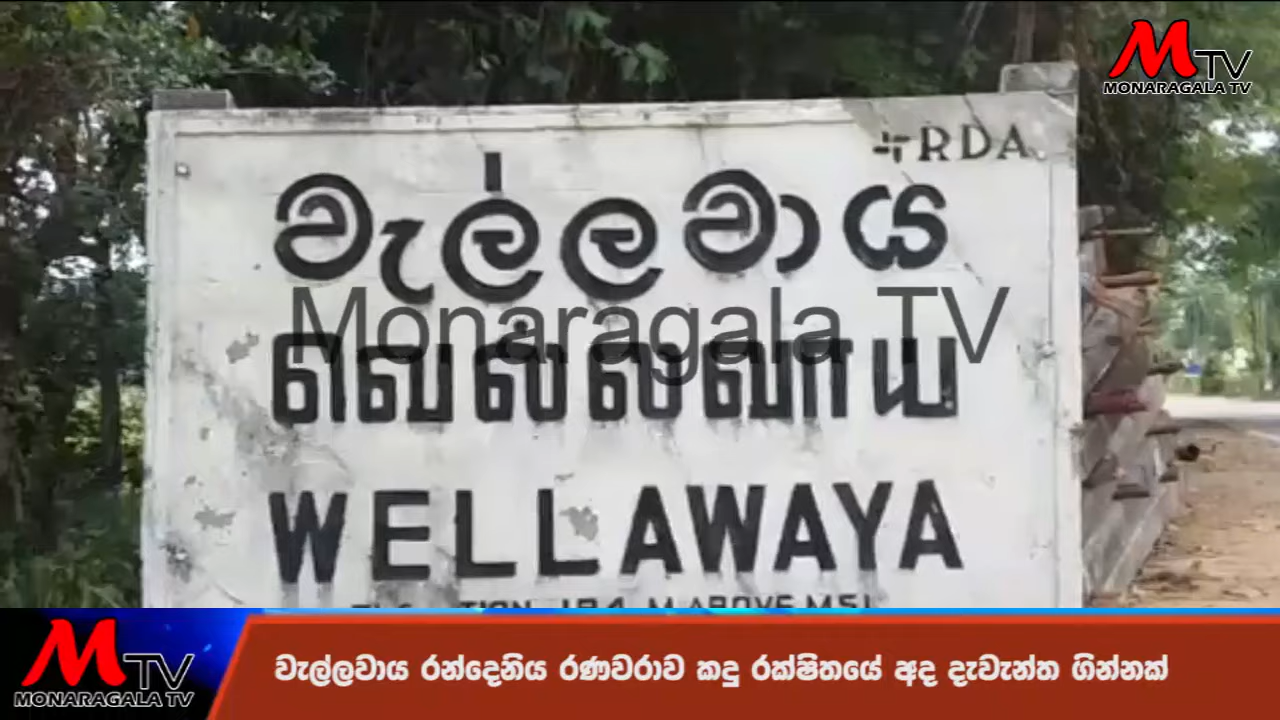 MTV
MONARAGALA TV
RDA
වැල්ලවාය
Monaragala TV
வெல்லவாய
WELLAWAYA
MTV
MONARAGALA TV
වැල්ලවාය රන්දෙනිය රණවරාව කදු රක්ෂිතයේ අද දැවැන්ත ගින්නක්